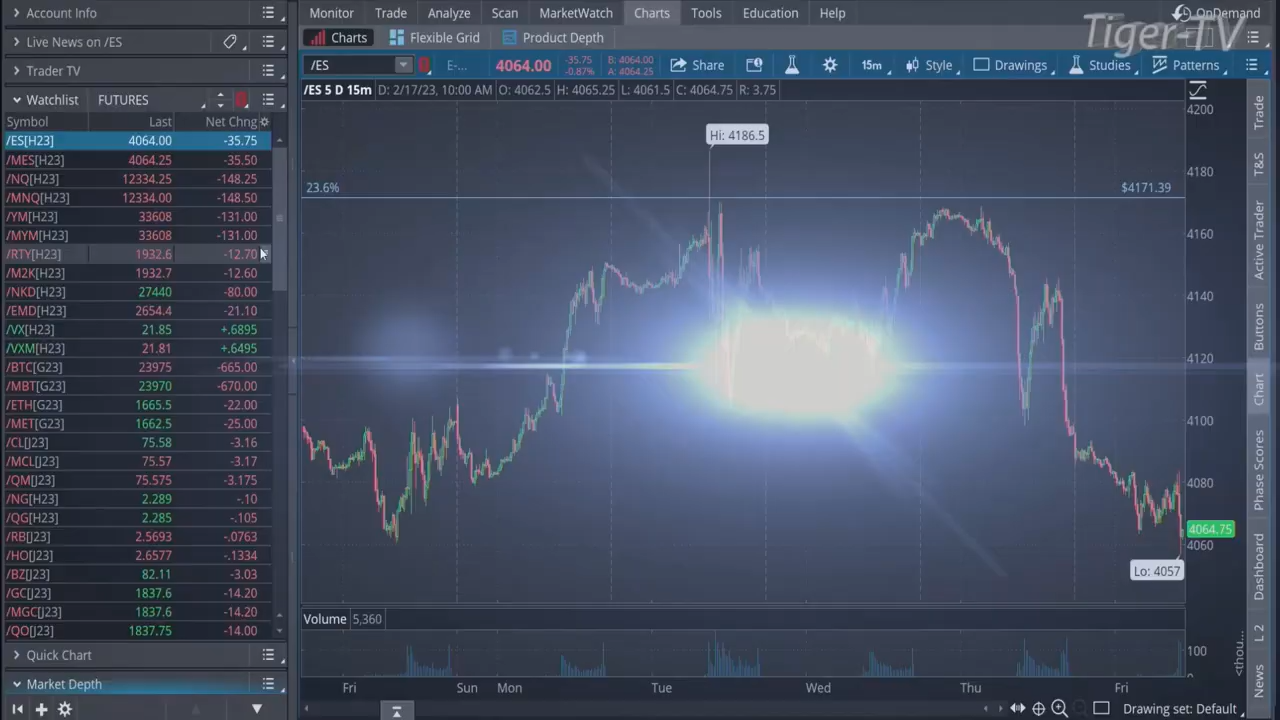 Account Info
Live News on /ES
Trader TV
Watchlist FUTURES
Symbol Last Net Chng
/ES[H23] 4064.00 -35.75
/MES[H23] 4064.25 -35.50
/NQ[H23] 12334.25 -148.25
/MNQ[H23] 12334.00 -148.50
/YM[H23] 33608 -131.00
/MYM[H23] 33608 -131.00
/RTY[H23] 1932.6 -12.70
/M2K[H23] 1932.7 -12.60
/NKD[H23] 27440 -80.00
/EMD[H23] 2654.4 -21.10
/VX[H23] 21.85 +.6895
/VXM[H23] 21.81 +.6495
/BTC[G23] 23975 -665.00
/MBT[G23] 23970 -670.00
/ETH[G23] 1665.5 -22.00
/MET[G23] 1662.5 -25.00
/CL[J23] 75.58 -3.16
/MCL[J23] 75.57 -3.17
/QM[J23] 75.575 -3.175
/NG[H23] 2.289 -.10
/QG[H23] 2.285 -.105
/RB[J23] 2.5693 -.0763
/HO[J23] 2.6577 -.1334
/BZ[J23] 82.11 -3.03
/GC[J23] 1837.6 -14.20
/MGC[J23] 1837.6 -14.20
/QO[J23] 1837.75 -14.00
Quick Chart
Market Depth
Monitor Trade Analyze Scan MarketWatch Charts Tools Education Help
OnDemand
Tiger-TV
Charts Flexible Grid Product Depth
/ES E-... 4064.00 -35.75 -0.87% B: 4064.00 A: 4064.25 Share 15m Style Drawings Studies Patterns
/ES 5 D 15m D: 2/17/23, 10:00 AM O: 4062.5 H: 4065.25 L: 4061.5 C: 4064.75 R: 3.75
Hi: 4186.5
23.6% $4171.39
4200
4180
4160
4140
4120
4100
4080
4064.75
4060
Lo: 4057
Volume 5,360
100
<thou...
Fri Sun Mon Tue Wed Thu Fri
Drawing set: Default
Trade
T&S
Active Trader
Buttons
Chart
Phase Scores
Dashboard
L 2
News